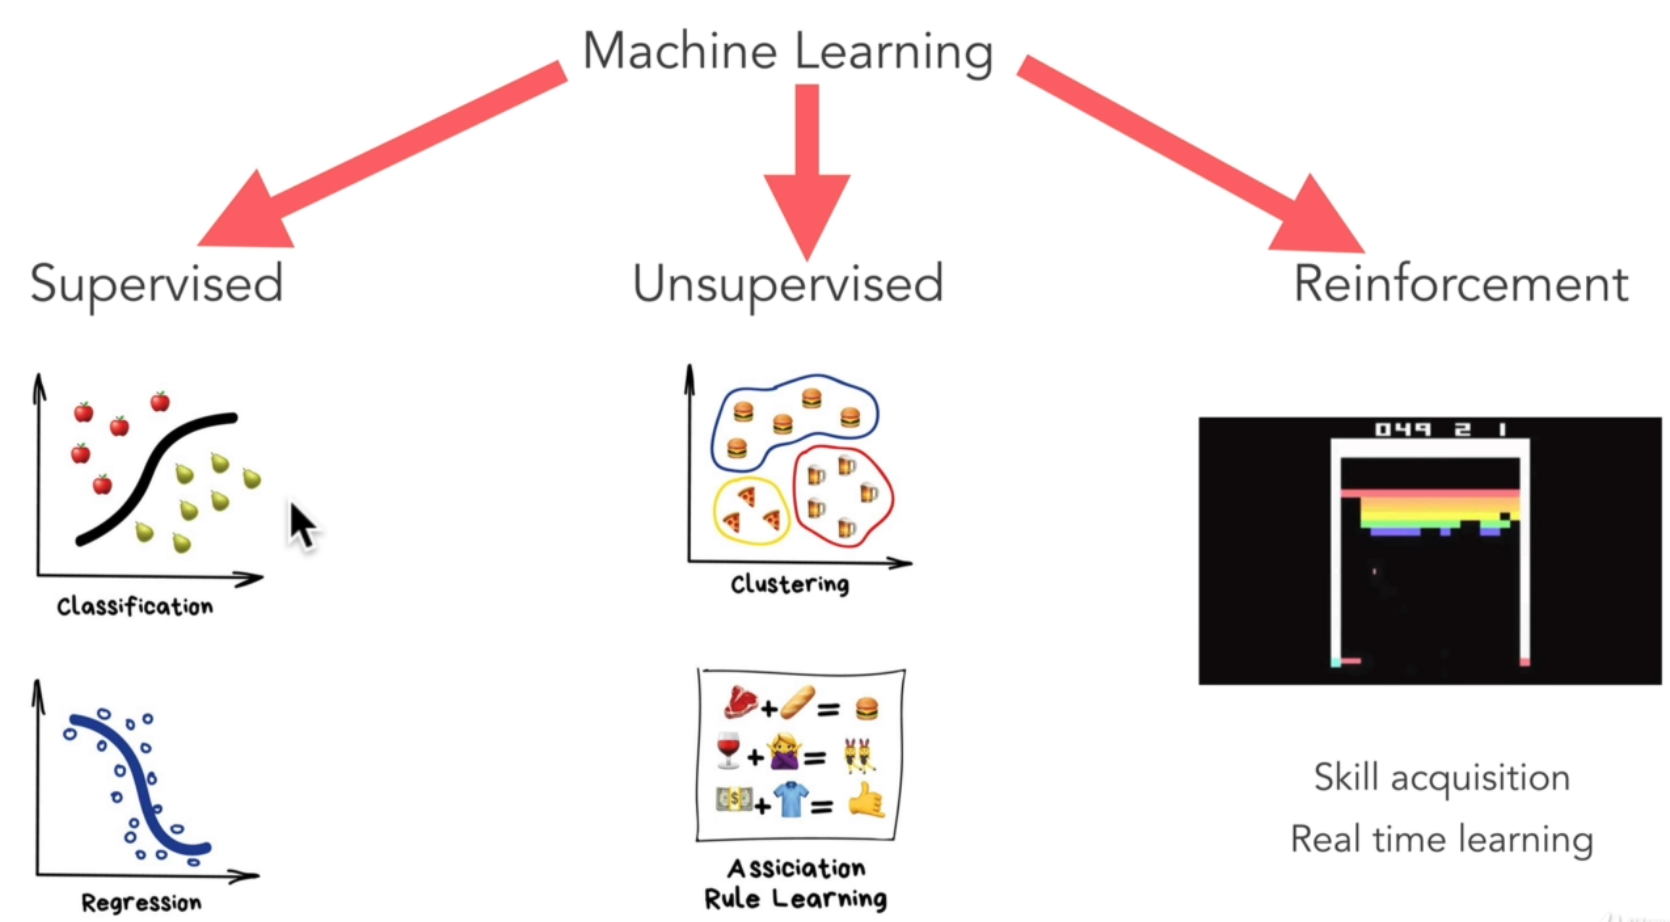 Machine Learning
Supervised
Unsupervised
Reinforcement
Classification
Regression
Clustering
Assiciation
Rule Learning
049 2 1
Skill acquisition
Real time learning